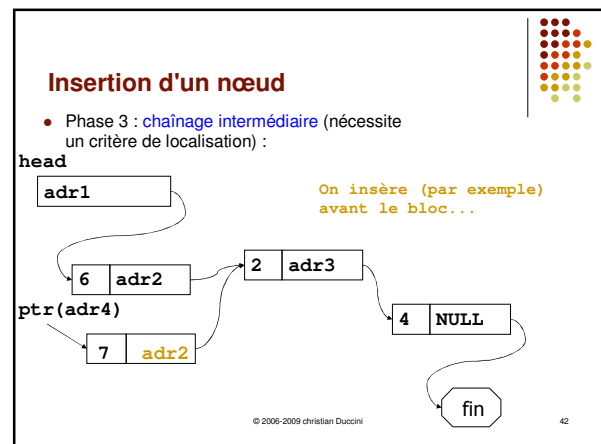 Insertion d'un nœud
• Phase 3 : chaînage intermédiaire (nécessite
un critère de localisation) :
head
adr1
On insère (par exemple)
avant le bloc...
6 adr2
2 adr3
ptr(adr4)
4 NULL
7 adr2
fin
© 2006-2009 christian Duccini
42